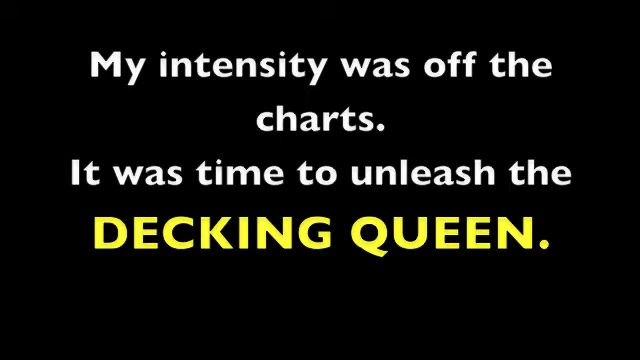 My intensity was off the
charts.
It was time to unleash the
DECKING QUEEN.